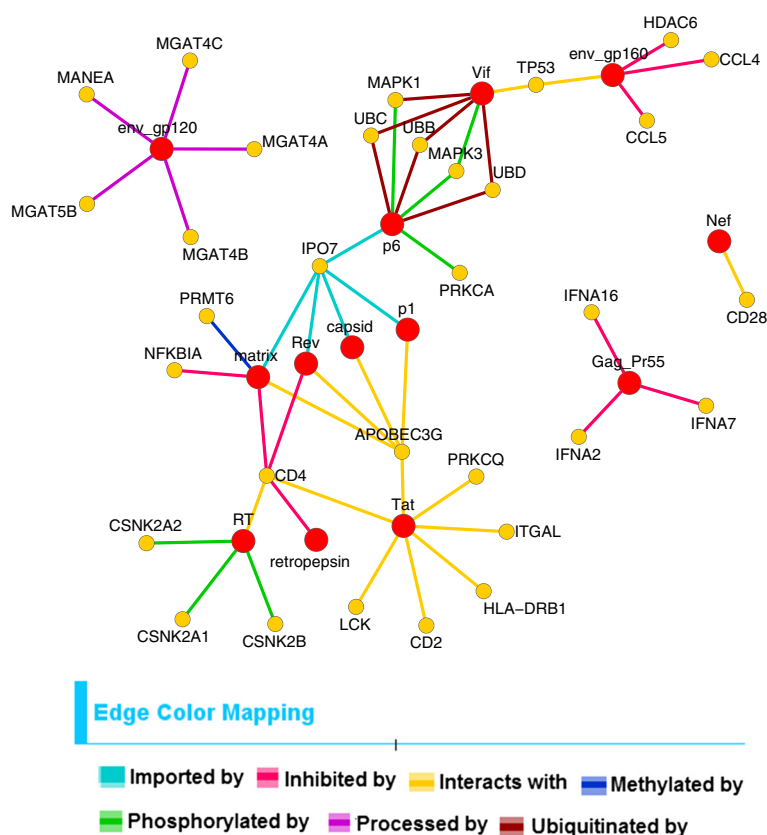 HDAC6
MGAT4C
env_gp160
CCL4
Vif
TP53
MANEA
MAPK1
env_gp120
UBC
UBB
CCL5
MGAT4A
MAPK3
UBD
MGAT5B
Nef
MGAT4B
IPO7
p6
PRKCA
IFNA16
CD28
PRMT6
p1
capsid
Rev
NFKBIA
matrix
Gag_Pr55
IFNA7
APOBEC3G
IFNA2
PRKCQ
CD4
Tat
CSNK2A2
RT
ITGAL
retropepsin
HLA-DRB1
LCK
CSNK2A1
CSNK2B
CD2
Edge Color Mapping
Imported by Inhibited by Interacts with Methylated by
Phosphorylated by Processed by Ubiquitinated by